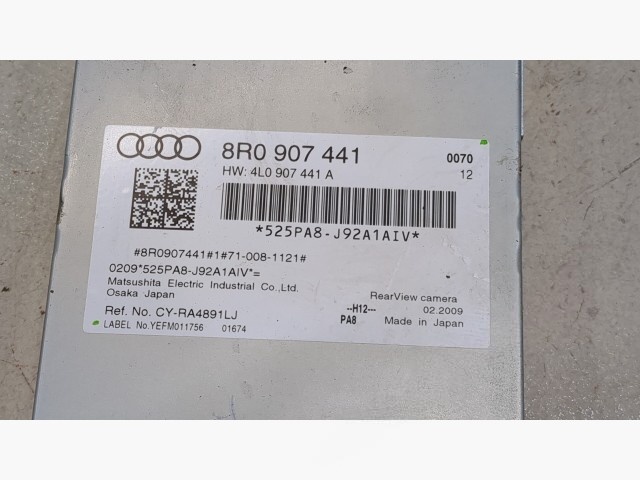 8R0 907 441 0070
HW: 4L0 907 441 A 12
*525PA8-J92A1AIV*
#8R0907441#1#71-008-1121#
0209*525PA8-J92A1AIV*=
Matsushita Electric Industrial Co.,Ltd.
Osaka Japan
RearView camera
--H12--- 02.2009
Ref. No. CY-RA4891LJ PA8 Made in Japan
LABEL No.YEFM011756 01674